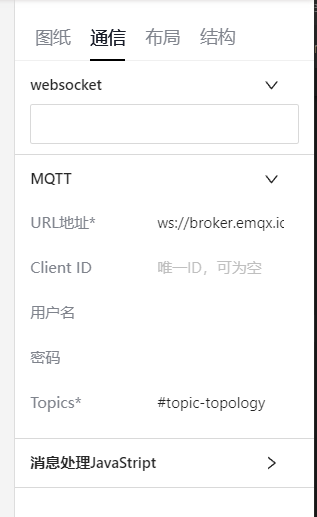 图纸 通信 布局 结构
websocket
MQTT
URL地址* ws://broker.emqx.io
Client ID 唯一ID，可为空
用户名
密码
Topics* #topic-topology
消息处理JavaStript